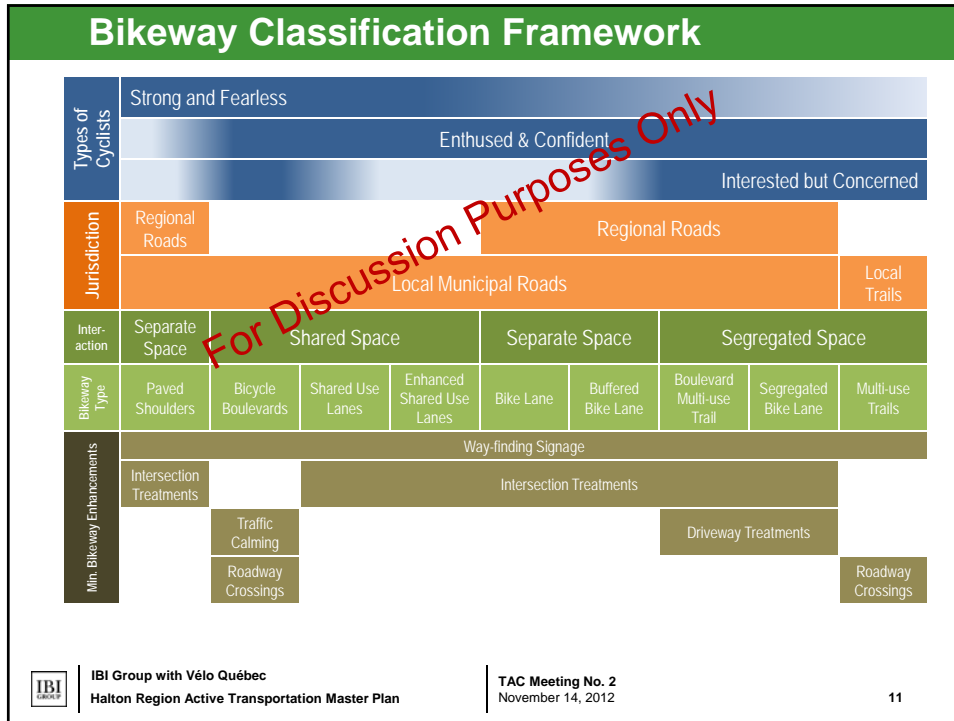 Bikeway Classification Framework
Types of
Cyclists
Strong and Fearless
Enthused & Confident
Interested but Concerned
For Discussion Purposes Only
Jurisdiction
Regional
Roads
Regional Roads
Local Municipal Roads
Local
Trails
Inter-
action
Separate
Space
Shared Space
Separate Space
Segregated Space
Bikeway
Type
Paved
Shoulders
Bicycle
Boulevards
Shared Use
Lanes
Enhanced
Shared Use
Lanes
Bike Lane
Buffered
Bike Lane
Boulevard
Multi-use
Trail
Segregated
Bike Lane
Multi-use
Trails
Min. Bikeway Enhancements
Way-finding Signage
Intersection
Treatments
Intersection Treatments
Traffic
Calming
Driveway Treatments
Roadway
Crossings
Roadway
Crossings
IBI
GROUP
IBI Group with Vélo Québec
Halton Region Active Transportation Master Plan
TAC Meeting No. 2
November 14, 2012
11